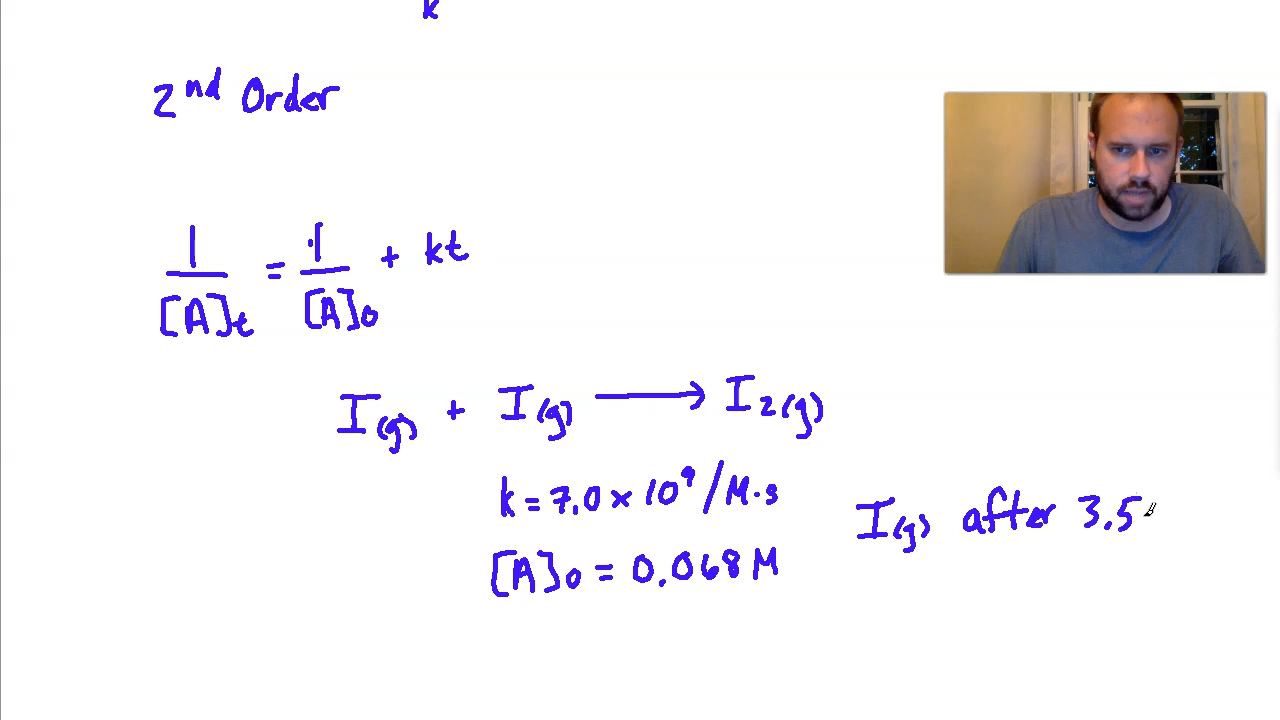 k
2nd Order
1/[A]t = 1/[A]0 + kt
I(g) + I(g) → I2(g)
k = 7.0 × 10⁹ /M·s
I(g) after 3.5
[A]0 = 0.068 M